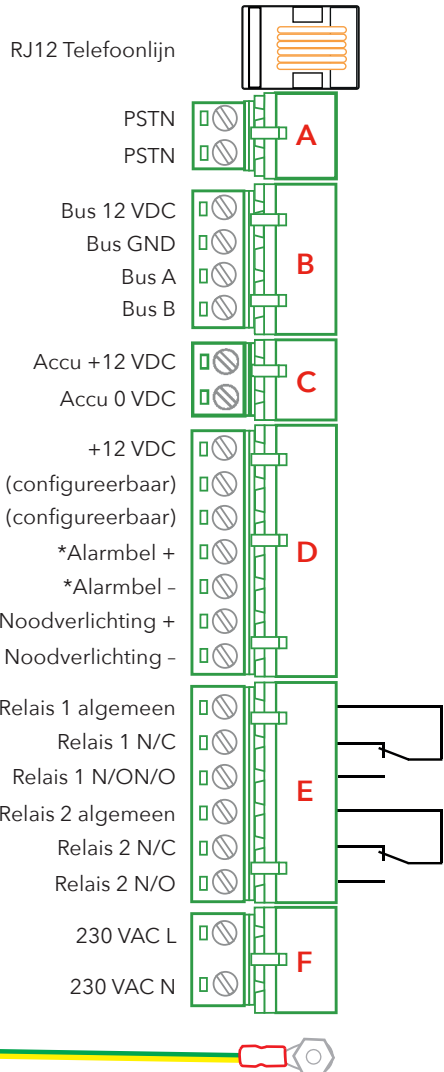 RJ12 Telefoonlijn
PSTN
PSTN
A
Bus 12 VDC
Bus GND
Bus A
Bus B
B
Accu +12 VDC
Accu 0 VDC
C
+12 VDC
(configureerbaar)
(configureerbaar)
*Alarmbel +
*Alarmbel –
Noodverlichting +
Noodverlichting –
D
Relais 1 algemeen
Relais 1 N/C
Relais 1 N/ON/O
Relais 2 algemeen
Relais 2 N/C
Relais 2 N/O
E
230 VAC L
230 VAC N
F